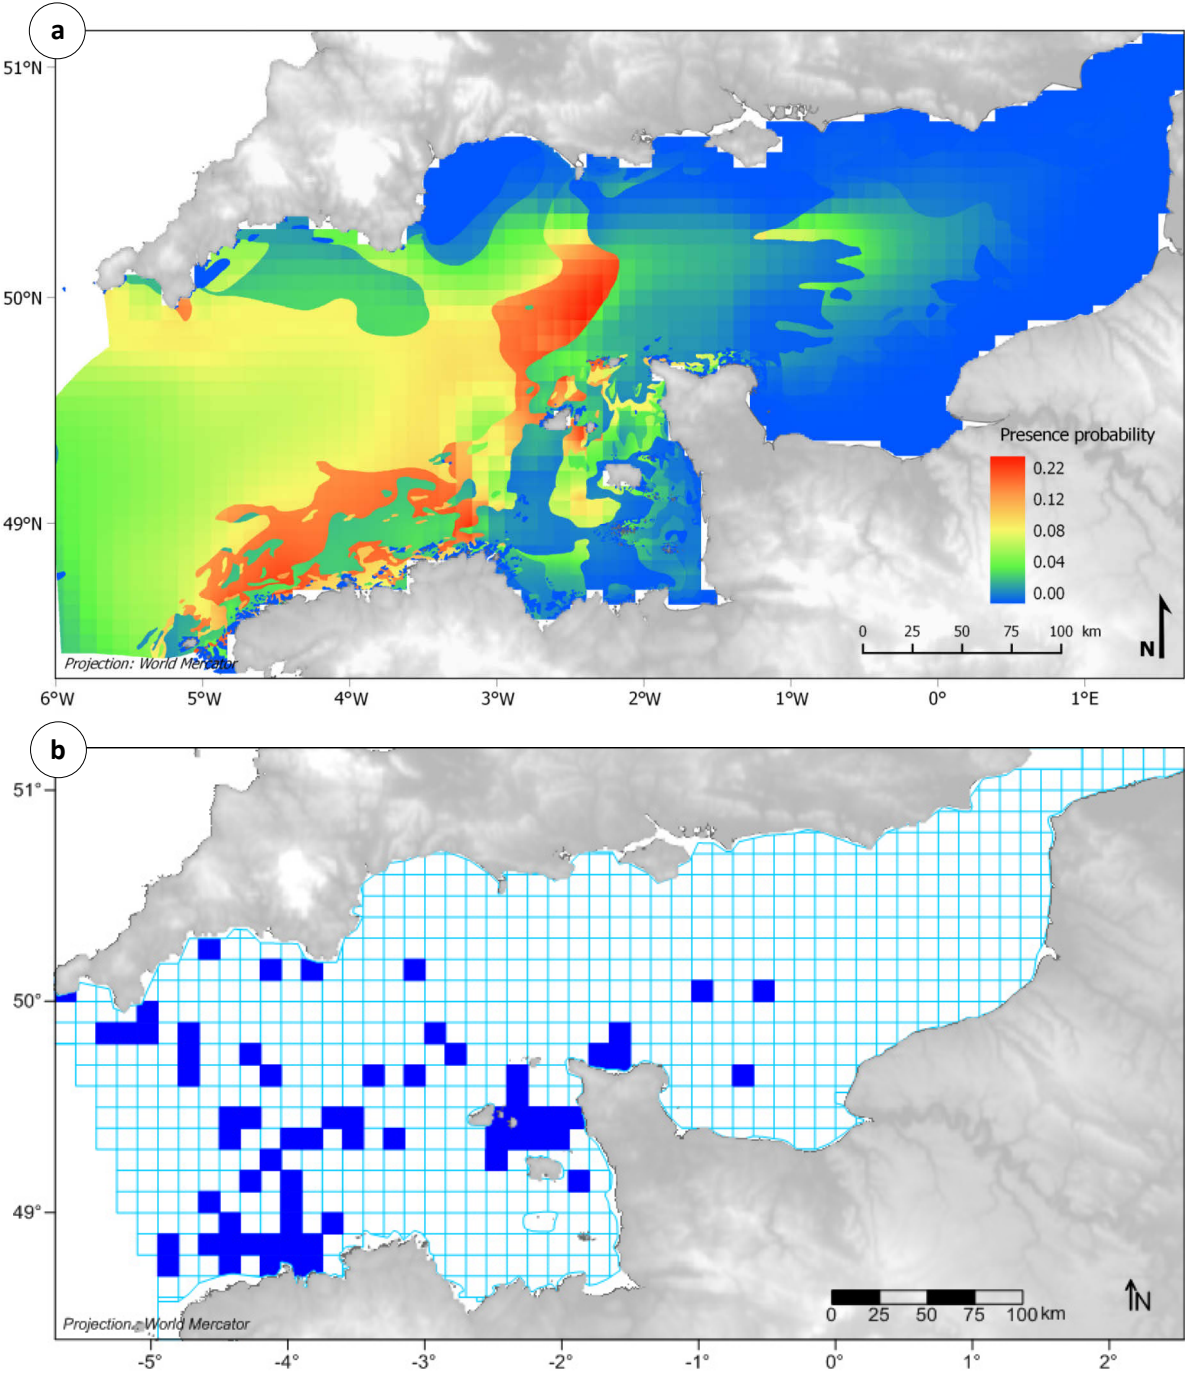 a
51°N
50°N
49°N
Presence probability
0.22
0.12
0.08
0.04
0.00
0 25 50 75 100 km
N
Projection: World Mercator
6°W 5°W 4°W 3°W 2°W 1°W 0° 1°E
b
51°
50°
49°
N
0 25 50 75 100 km
Projection: World Mercator
-5° -4° -3° -2° -1° 0° 1° 2°